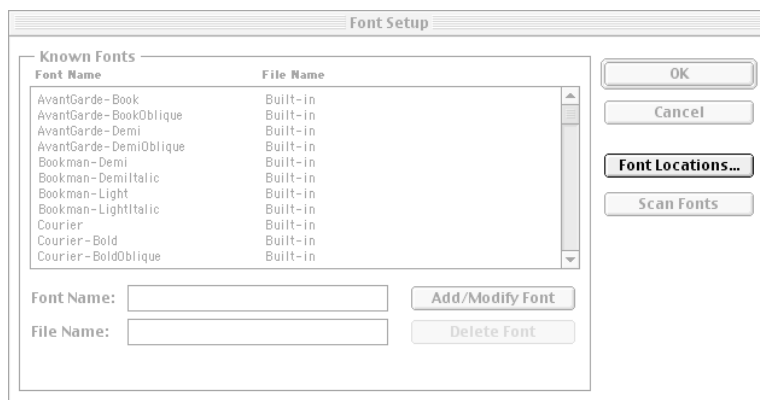 Font Setup
Known Fonts
Font Name File Name
AvantGarde-Book Built-in
AvantGarde-BookOblique Built-in
AvantGarde-Demi Built-in
AvantGarde-DemiOblique Built-in
Bookman-Demi Built-in
Bookman-DemiItalic Built-in
Bookman-Light Built-in
Bookman-LightItalic Built-in
Courier Built-in
Courier-Bold Built-in
Courier-BoldOblique Built-in
Font Name: Add/Modify Font
File Name: Delete Font
OK
Cancel
Font Locations...
Scan Fonts